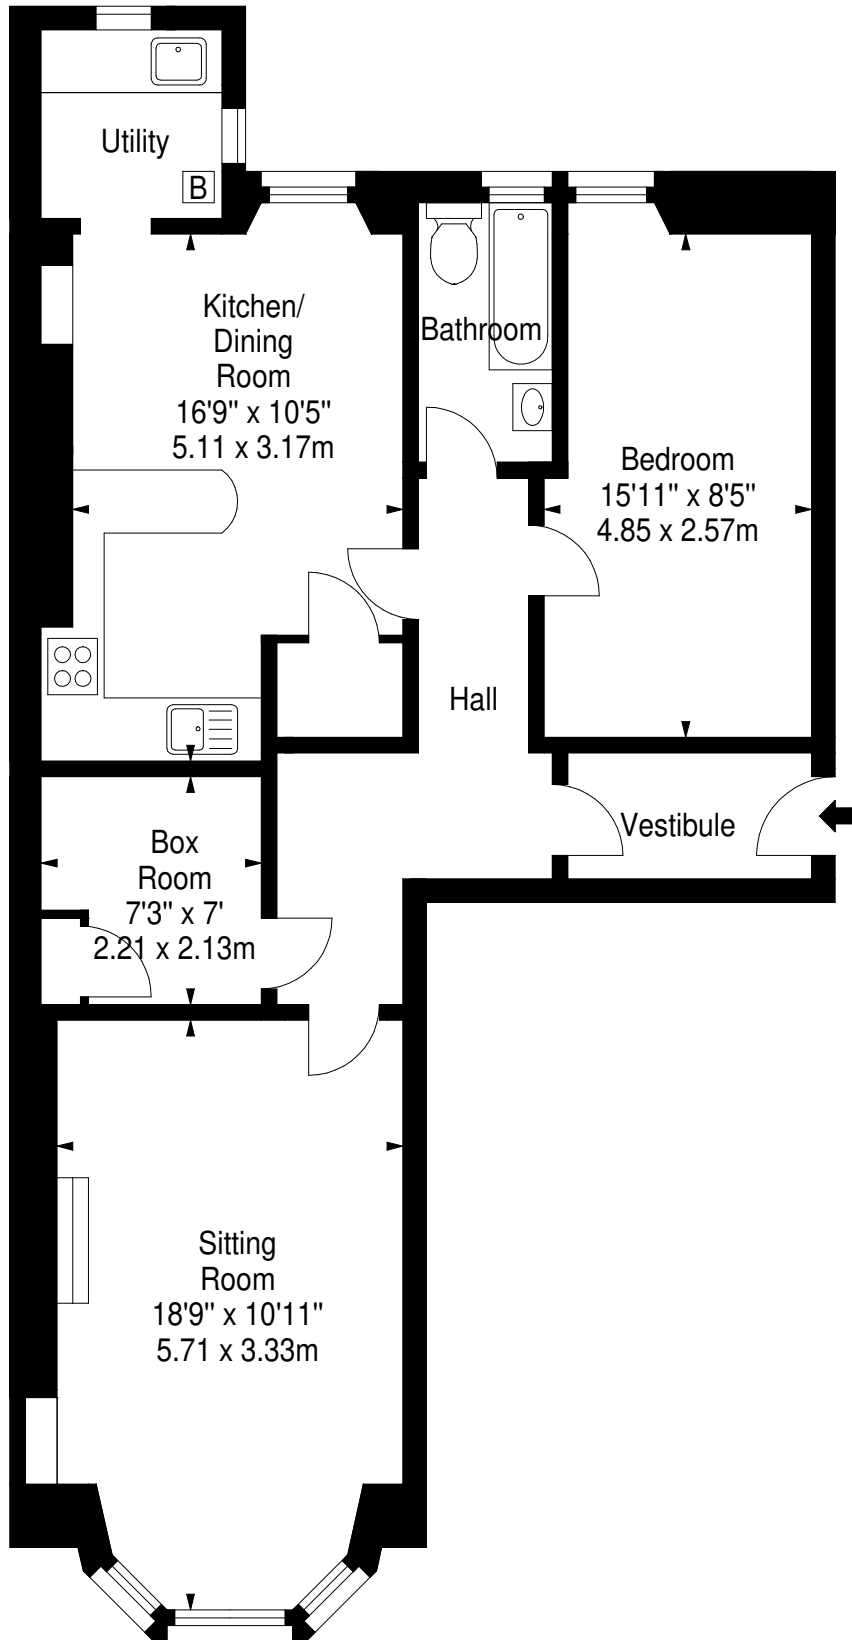 Utility
B
Kitchen/
Dining
Room
16'9" x 10'5"
5.11 x 3.17m
Bathroom
Bedroom
15'11" x 8'5"
4.85 x 2.57m
Hall
Vestibule
Box
Room
7'3" x 7'
2.21 x 2.13m
Sitting
Room
18'9" x 10'11"
5.71 x 3.33m